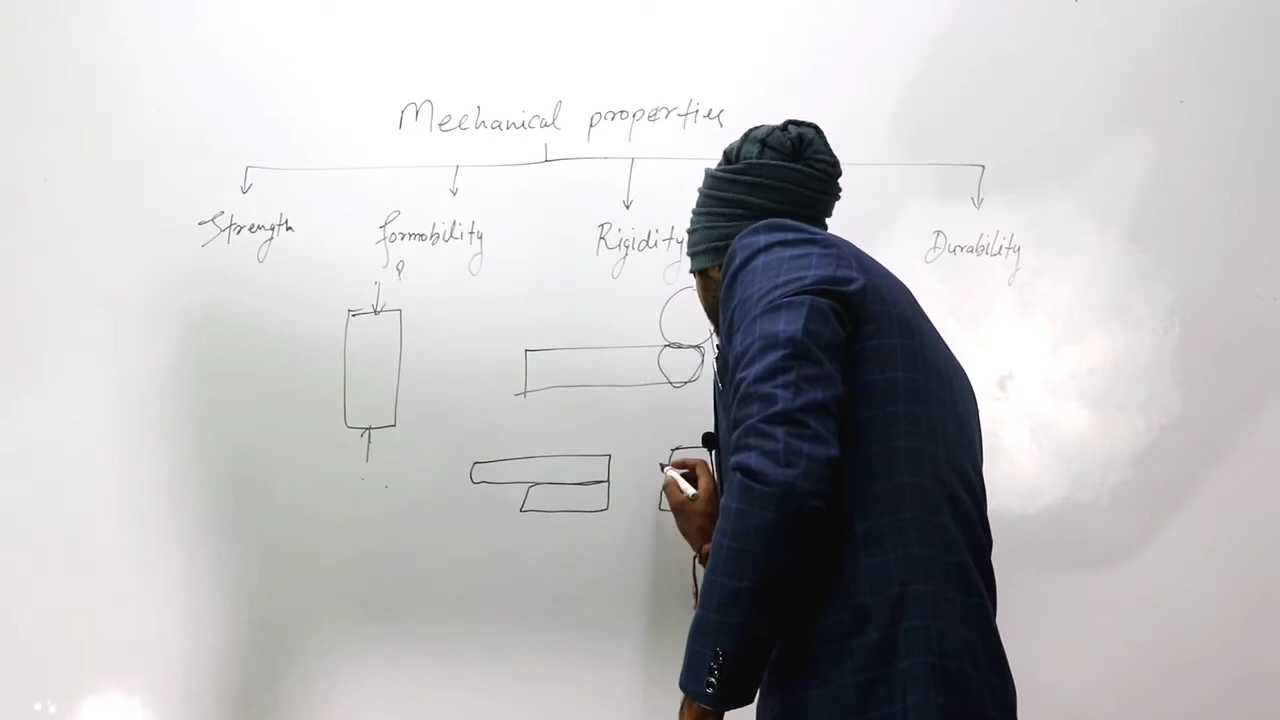 Mechanical properties
Strength
formobility
Rigidity
Durability